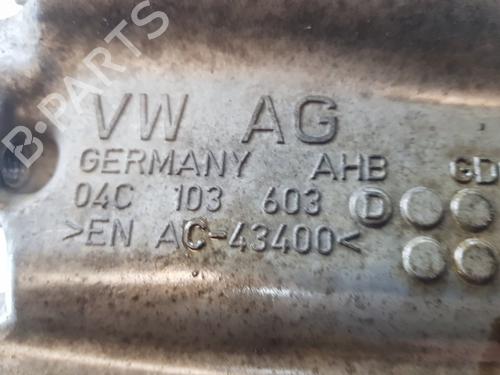 B-PARTS
VW AG
GERMANY AHB GD
04C 103 603 D
>EN AC-43400<